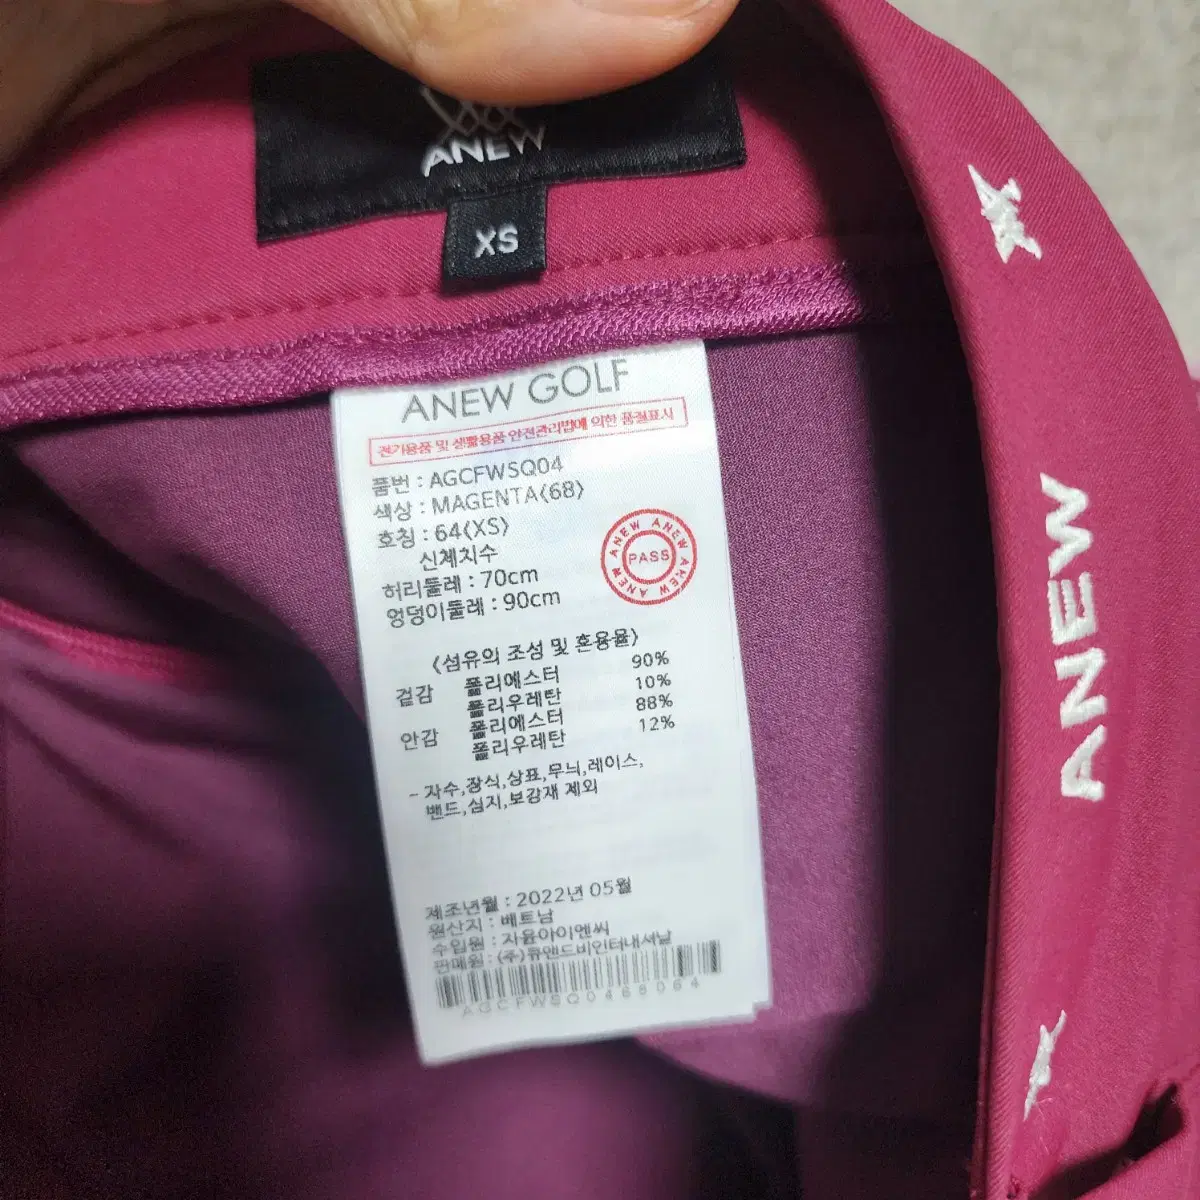 ANEW
XS
ANEW GOLF
전기용품 및 생활용품 안전관리법에 의한 품질표시
품번 : AGCFWSQ04
색상 : MAGENTA(68)
호칭 : 64(XS)
신체치수
허리둘레 : 70cm
엉덩이둘레 : 90cm
ANEW ANEW ANEW ANEW
PASS
<섬유의 조성 및 혼용율>
겉감 폴리에스터 90%
폴리우레탄 10%
안감 폴리에스터 88%
폴리우레탄 12%
- 자수,장식,상표,무늬,레이스,
밴드,심지,보강재 제외
제조년월 : 2022년 05월
원산지 : 베트남
수입원 : 지윰아이엔씨
판매원 : (주)큐앤드비인터내셔날
AGCFWSQ0468064
ANEW